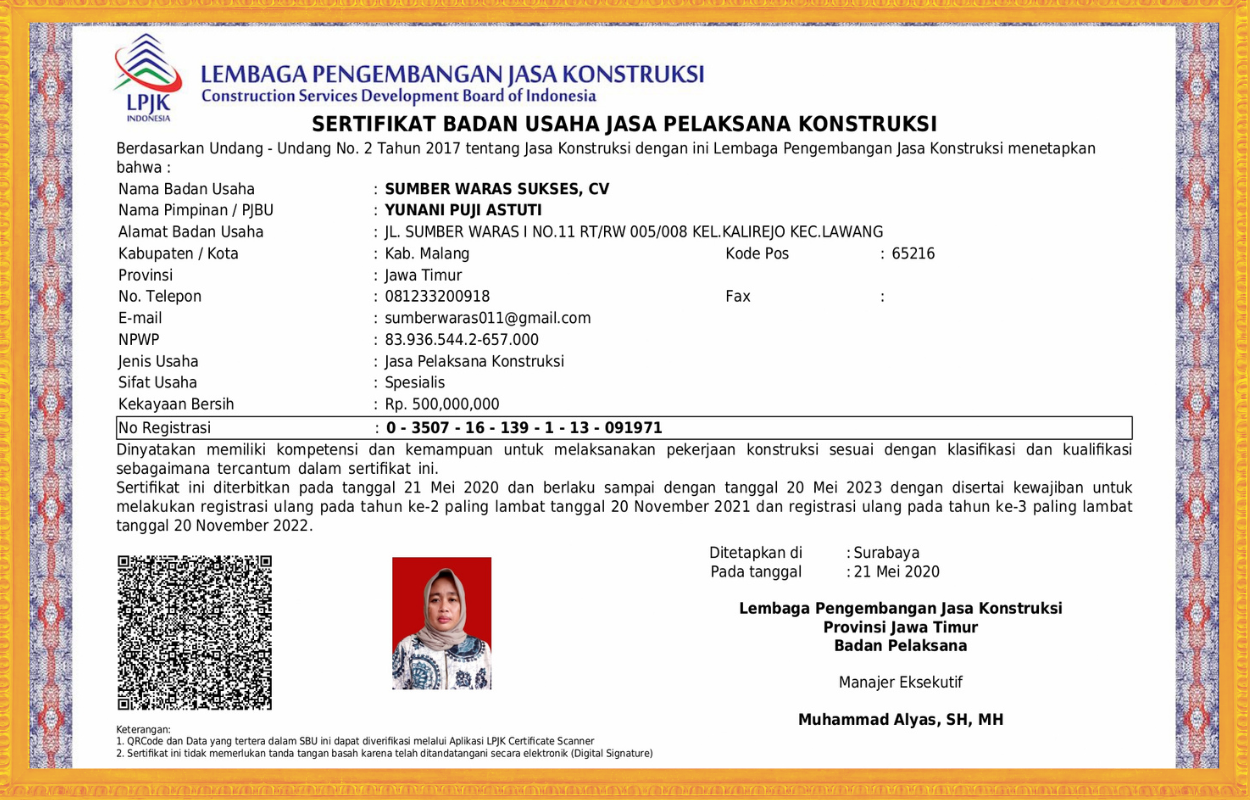 LPJK
INDONESIA
LEMBAGA PENGEMBANGAN JASA KONSTRUKSI
Construction Services Development Board of Indonesia
SERTIFIKAT BADAN USAHA JASA PELAKSANA KONSTRUKSI
Berdasarkan Undang - Undang No. 2 Tahun 2017 tentang Jasa Konstruksi dengan ini Lembaga Pengembangan Jasa Konstruksi menetapkan
bahwa :
Nama Badan Usaha : SUMBER WARAS SUKSES, CV
Nama Pimpinan / PJBU : YUNANI PUJI ASTUTI
Alamat Badan Usaha : JL. SUMBER WARAS I NO.11 RT/RW 005/008 KEL.KALIREJO KEC.LAWANG
Kabupaten / Kota : Kab. Malang Kode Pos : 65216
Provinsi : Jawa Timur
No. Telepon : 081233200918 Fax :
E-mail : sumberwaras011@gmail.com
NPWP : 83.936.544.2-657.000
Jenis Usaha : Jasa Pelaksana Konstruksi
Sifat Usaha : Spesialis
Kekayaan Bersih : Rp. 500,000,000
No Registrasi : 0 - 3507 - 16 - 139 - 1 - 13 - 091971
Dinyatakan memiliki kompetensi dan kemampuan untuk melaksanakan pekerjaan konstruksi sesuai dengan klasifikasi dan kualifikasi
sebagaimana tercantum dalam sertifikat ini.
Sertifikat ini diterbitkan pada tanggal 21 Mei 2020 dan berlaku sampai dengan tanggal 20 Mei 2023 dengan disertai kewajiban untuk
melakukan registrasi ulang pada tahun ke-2 paling lambat tanggal 20 November 2021 dan registrasi ulang pada tahun ke-3 paling lambat
tanggal 20 November 2022.
Ditetapkan di : Surabaya
Pada tanggal : 21 Mei 2020
Lembaga Pengembangan Jasa Konstruksi
Provinsi Jawa Timur
Badan Pelaksana
Manajer Eksekutif
Muhammad Alyas, SH, MH
Keterangan:
1. QRCode dan Data yang tertera dalam SBU ini dapat diverifikasi melalui Aplikasi LPJK Certificate Scanner
2. Sertifikat ini tidak memerlukan tanda tangan basah karena telah ditandatangani secara elektronik (Digital Signature)